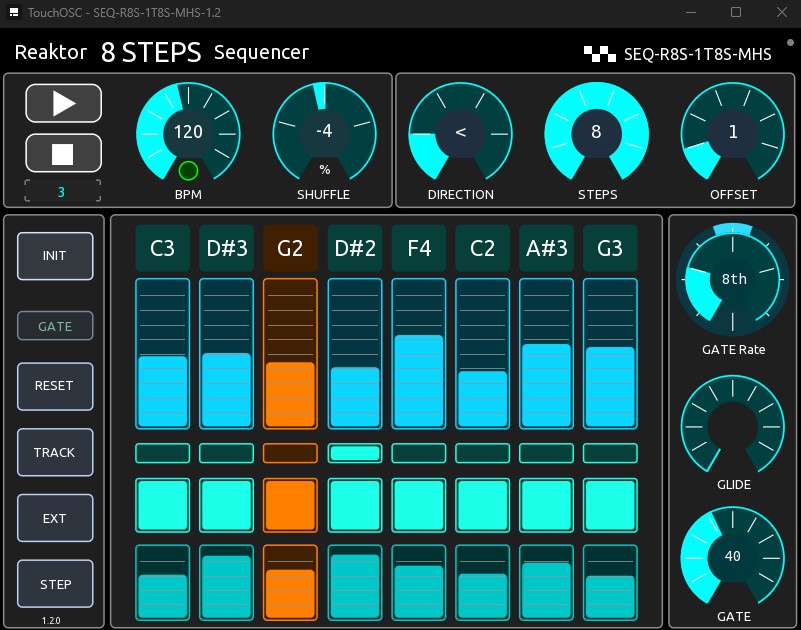 TouchOSC - SEQ-R8S-1T8S-MHS-1.2
Reaktor 8 STEPS Sequencer
SEQ-R8S-1T8S-MHS
120
-4
<
8
1
%
3
BPM
SHUFFLE
DIRECTION
STEPS
OFFSET
INIT
GATE
RESET
TRACK
EXT
STEP
1.2.0
C3
D#3
G2
D#2
F4
C2
A#3
G3
8th
GATE Rate
GLIDE
40
GATE